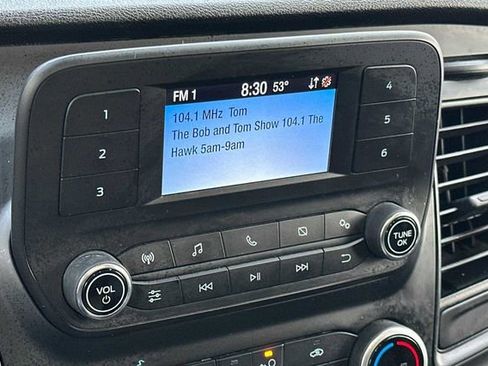 FM 1 8:30 53°
104.1 MHz Tom
The Bob and Tom Show 104.1 The
Hawk 5am-9am
1
2
3
4
5
6
VOL
TUNE
OK